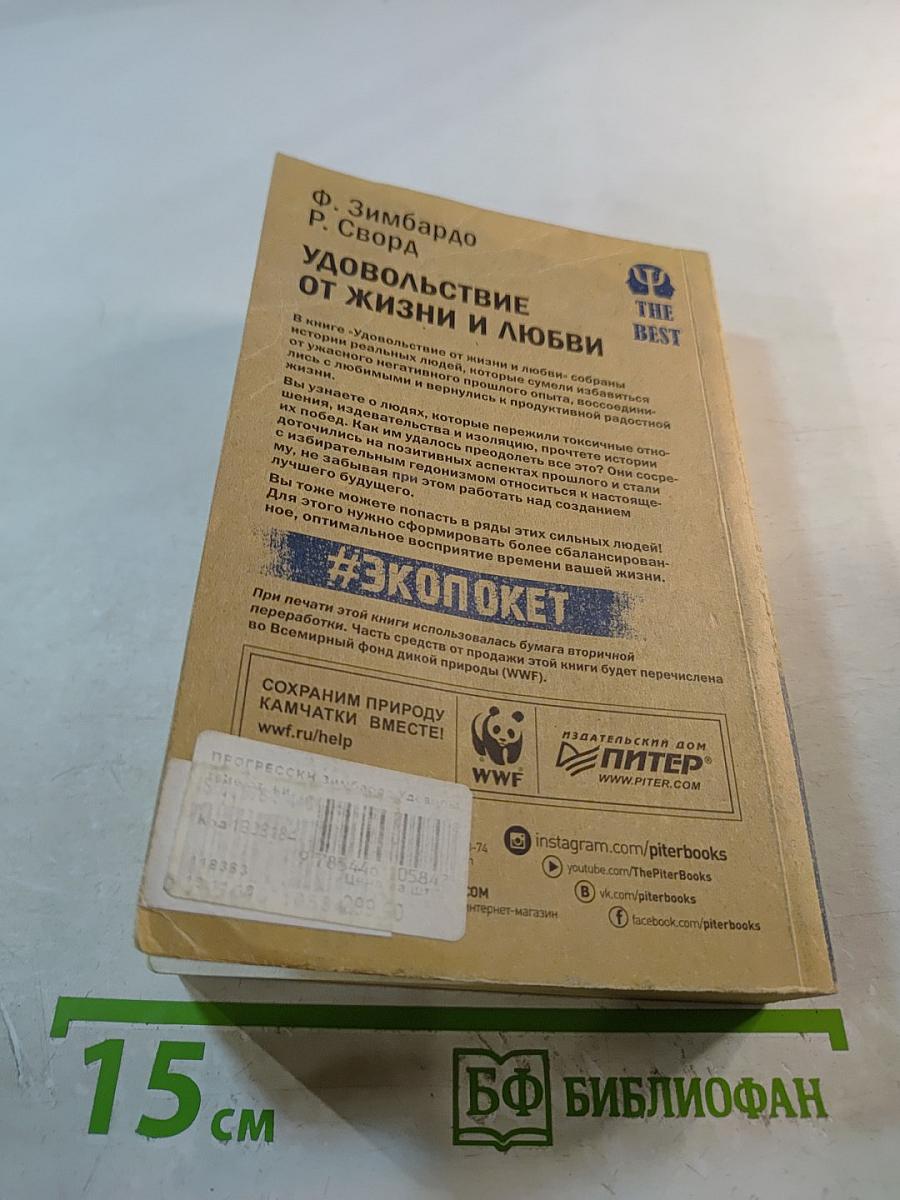 Ф. Зимбардо
Р. Сворд
УДОВОЛЬСТВИЕ
ОТ ЖИЗНИ И ЛЮБВИ
Ψ
THE
BEST
В книге «Удовольствие от жизни и любви» собраны
истории реальных людей, которые сумели избавиться
от ужасного негативного прошлого опыта, воссоедини-
лись с любимыми и вернулись к продуктивной радостной
жизни.
Вы узнаете о людях, которые пережили токсичные отно-
шения, издевательства и изоляцию, прочтете истории
их побед. Как им удалось преодолеть все это? Они сосре-
доточились на позитивных аспектах прошлого и стали
с избирательным гедонизмом относиться к настояще-
му, не забывая при этом работать над созданием
лучшего будущего.
Вы тоже можете попасть в ряды этих сильных людей!
Для этого нужно сформировать более сбалансирован-
ное, оптимальное восприятие времени вашей жизни.
#ЭКОПОКЕТ
При печати этой книги использовалась бумага вторичной
переработки. Часть средств от продажи этой книги будет перечислена
во Всемирный фонд дикой природы (WWF).
СОХРАНИМ ПРИРОДУ
КАМЧАТКИ ВМЕСТЕ!
wwf.ru/help
WWF
ИЗДАТЕЛЬСКИЙ ДОМ
ПИТЕР®
WWW.PITER.COM
Код
118383
299
-74
COM
интернет-магазин
instagram.com/piterbooks
youtube.com/ThePiterBooks
B vk.com/piterbooks
f facebook.com/piterbooks
15 см
БФ БИБЛИОФАН